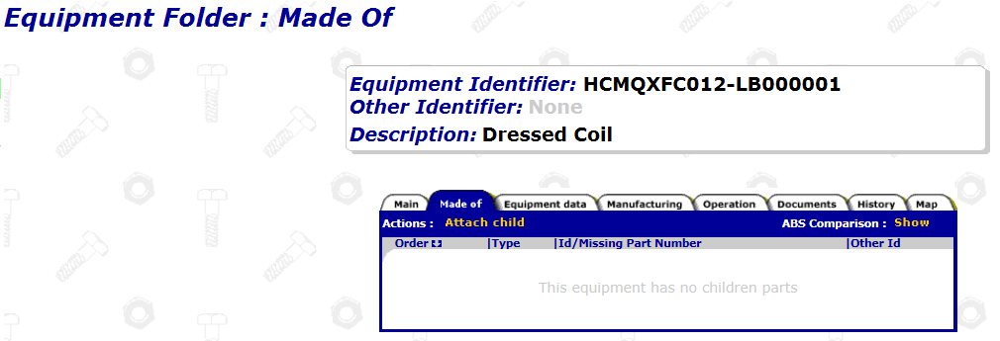 Equipment Folder : Made Of
Equipment Identifier: HCMQXFC012-LB000001
Other Identifier: None
Description: Dressed Coil
Main Made of Equipment data Manufacturing Operation Documents History Map
Actions : Attach child ABS Comparison : Show
Order |Type |Id/Missing Part Number |Other Id
This equipment has no children parts